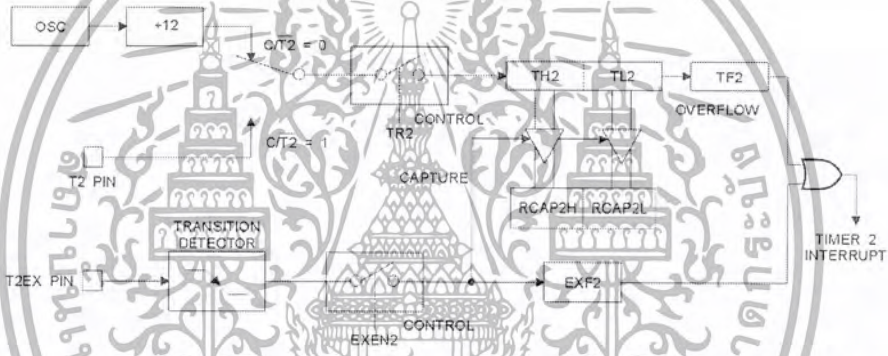 OSC
÷12
C/T2 = 0
TH2
TL2
TF2
OVERFLOW
CONTROL
TR2
C/T2 = 1
T2 PIN
CAPTURE
RCAP2H
RCAP2L
TRANSITION
DETECTOR
TIMER 2
INTERRUPT
T2EX PIN
EXF2
CONTROL
EXEN2